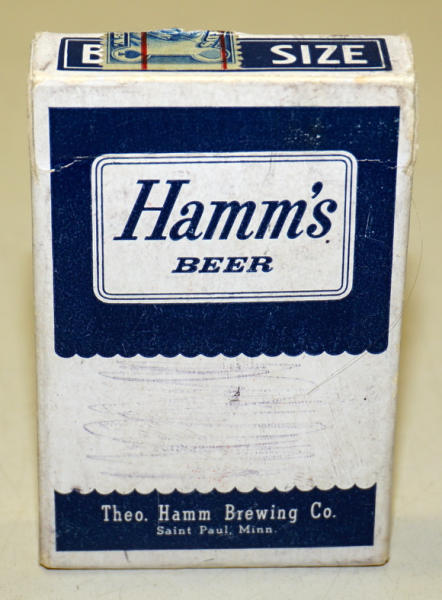 SIZE
Hamm's
BEER
Theo. Hamm Brewing Co.
Saint Paul, Minn.